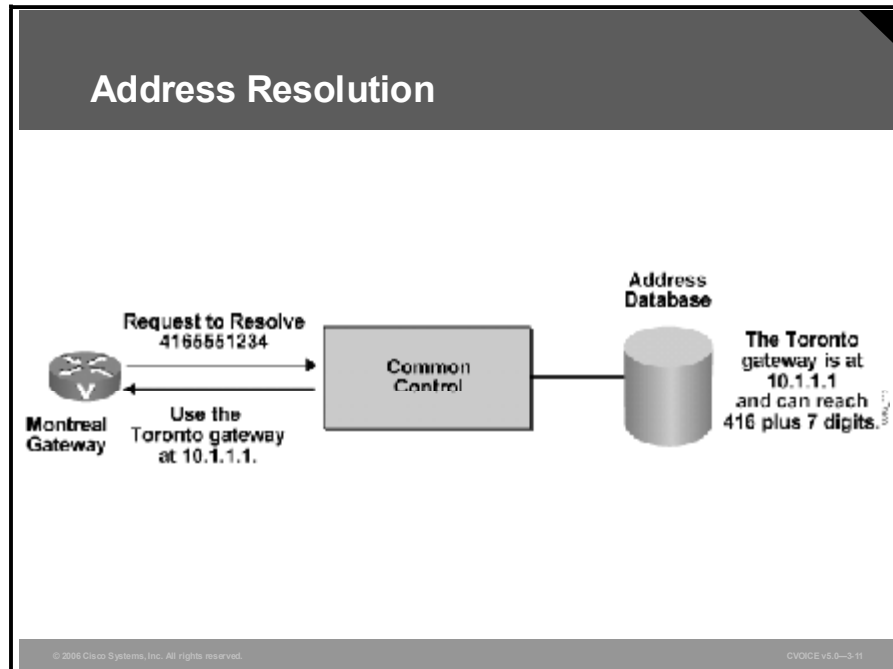 Address Resolution
Request to Resolve
4165551234
V
Montreal
Gateway
Use the
Toronto gateway
at 10.1.1.1.
Common
Control
Address
Database
The Toronto
gateway is at
10.1.1.1
and can reach
416 plus 7 digits.
© 2006 Cisco Systems, Inc. All rights reserved.
CVOICE v5.0—3-11